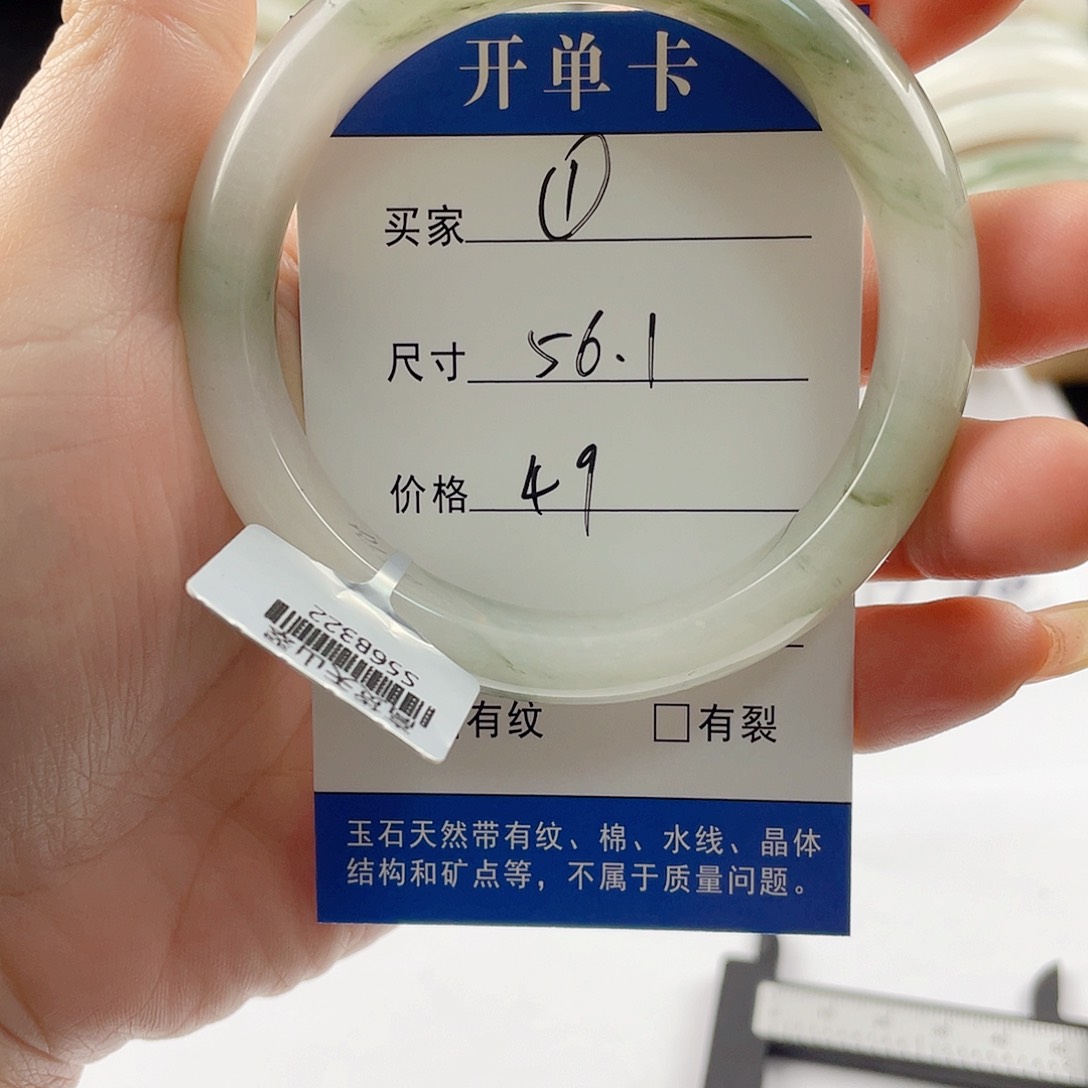 开单卡
买家 ①
尺寸 56.1
价格 49
有纹 □有裂
玉石天然带有纹、棉、水线、晶体
结构和矿点等，不属于质量问题。
S56B322